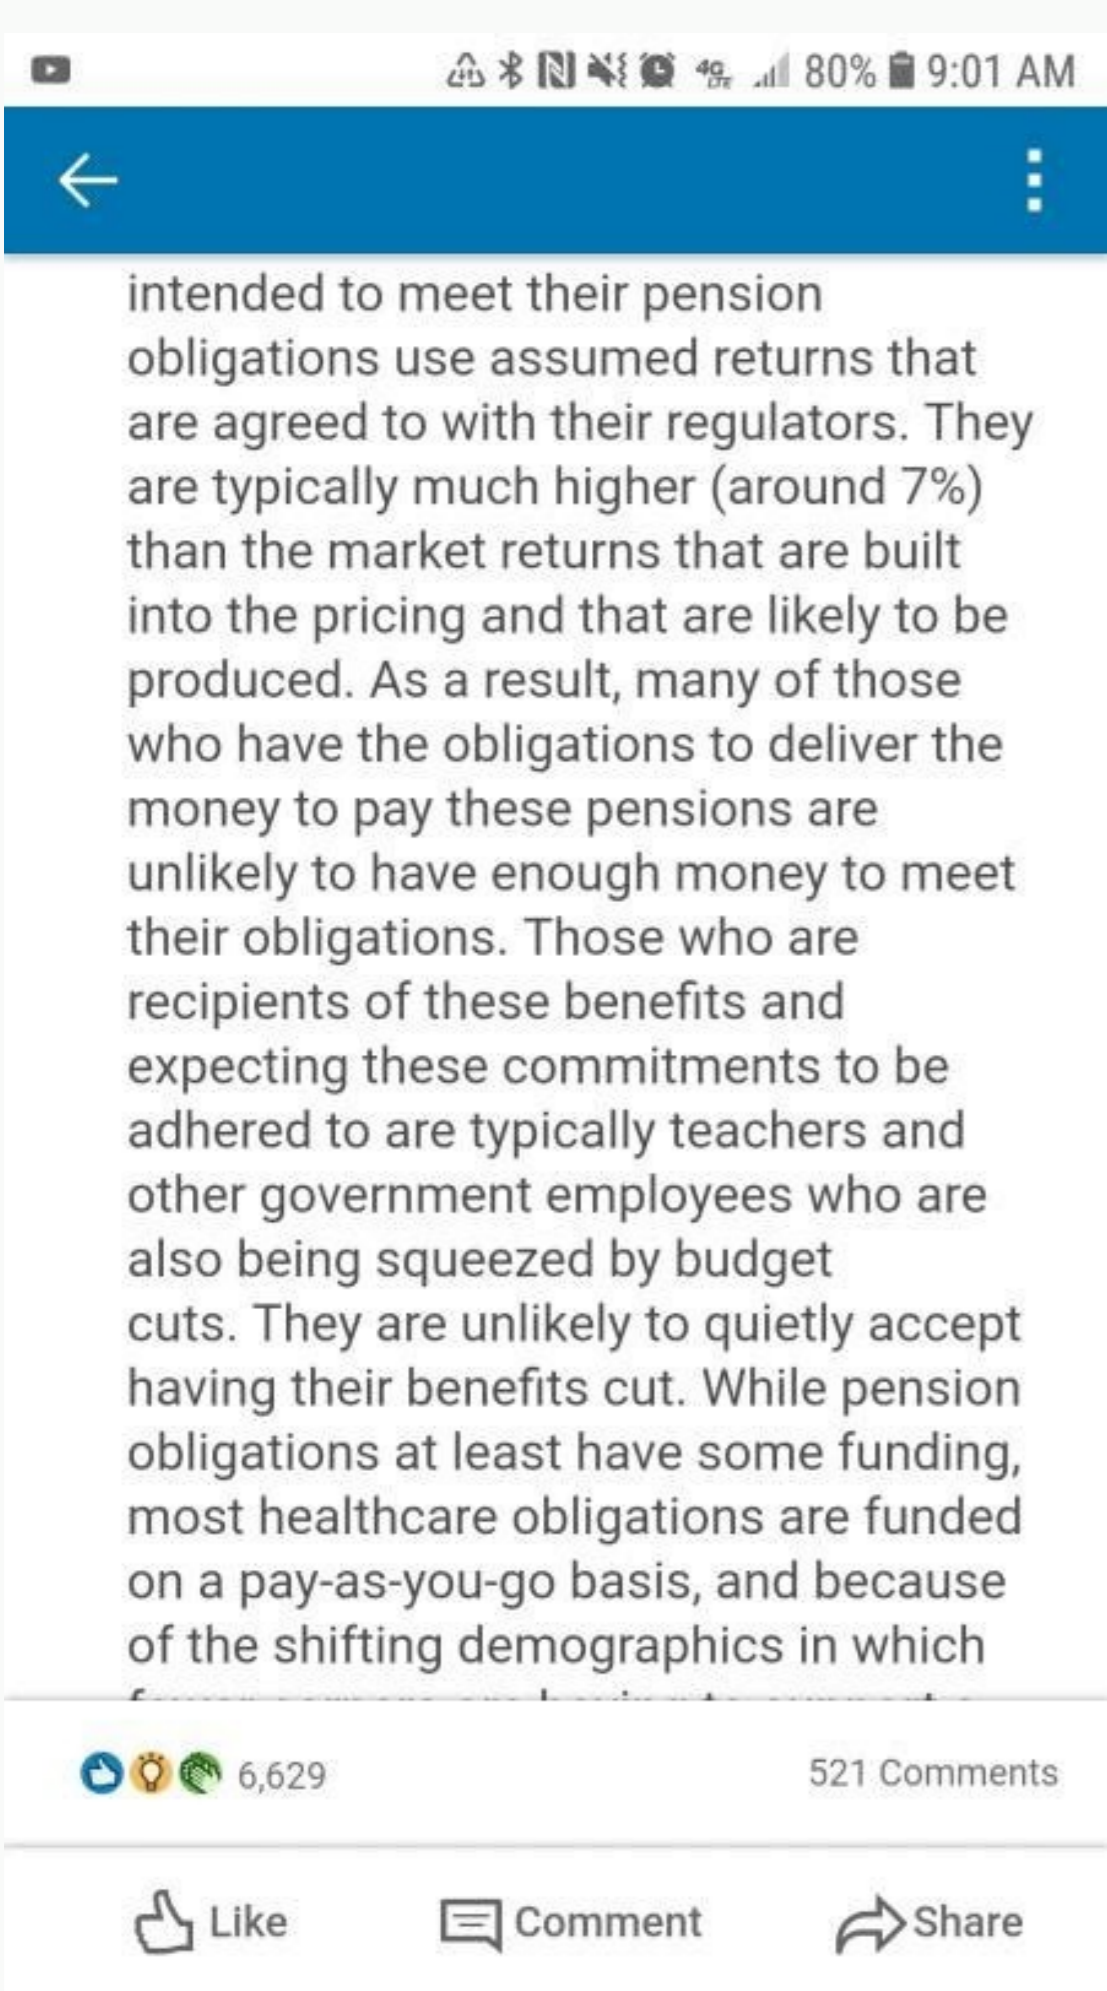 4G LTE 80% 9:01 AM
intended to meet their pension
obligations use assumed returns that
are agreed to with their regulators. They
are typically much higher (around 7%)
than the market returns that are built
into the pricing and that are likely to be
produced. As a result, many of those
who have the obligations to deliver the
money to pay these pensions are
unlikely to have enough money to meet
their obligations. Those who are
recipients of these benefits and
expecting these commitments to be
adhered to are typically teachers and
other government employees who are
also being squeezed by budget
cuts. They are unlikely to quietly accept
having their benefits cut. While pension
obligations at least have some funding,
most healthcare obligations are funded
on a pay-as-you-go basis, and because
of the shifting demographics in which
6,629 521 Comments
Like Comment Share